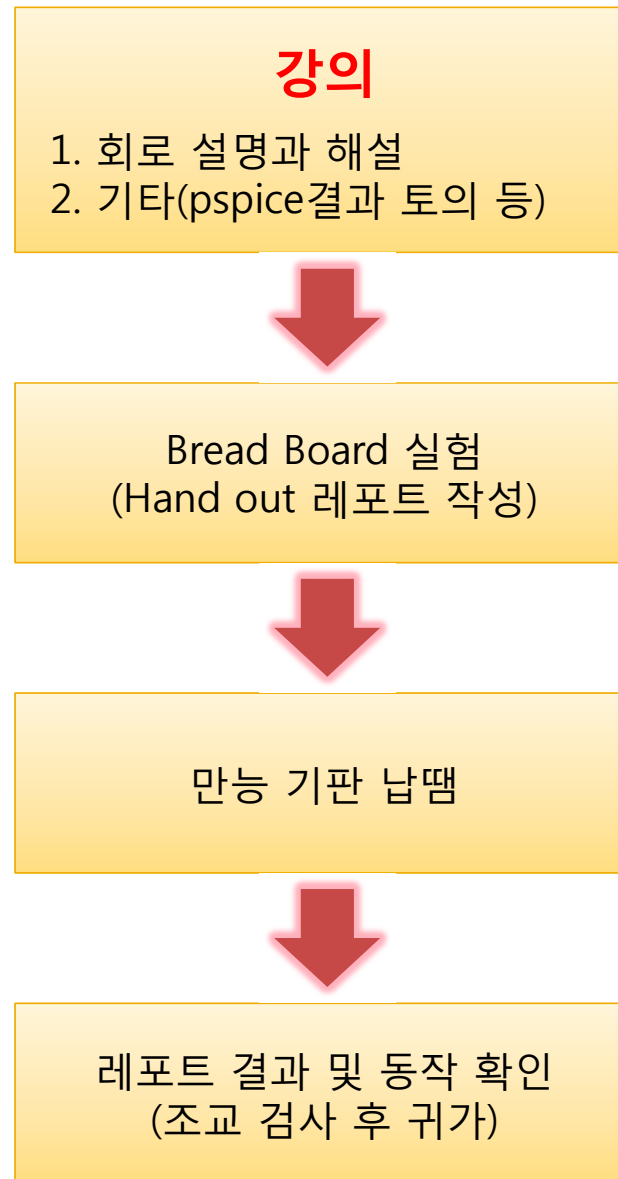 강의
1. 회로 설명과 해설
2. 기타(pspice결과 토의 등)
Bread Board 실험
(Hand out 레포트 작성)
만능 기판 납땜
레포트 결과 및 동작 확인
(조교 검사 후 귀가)